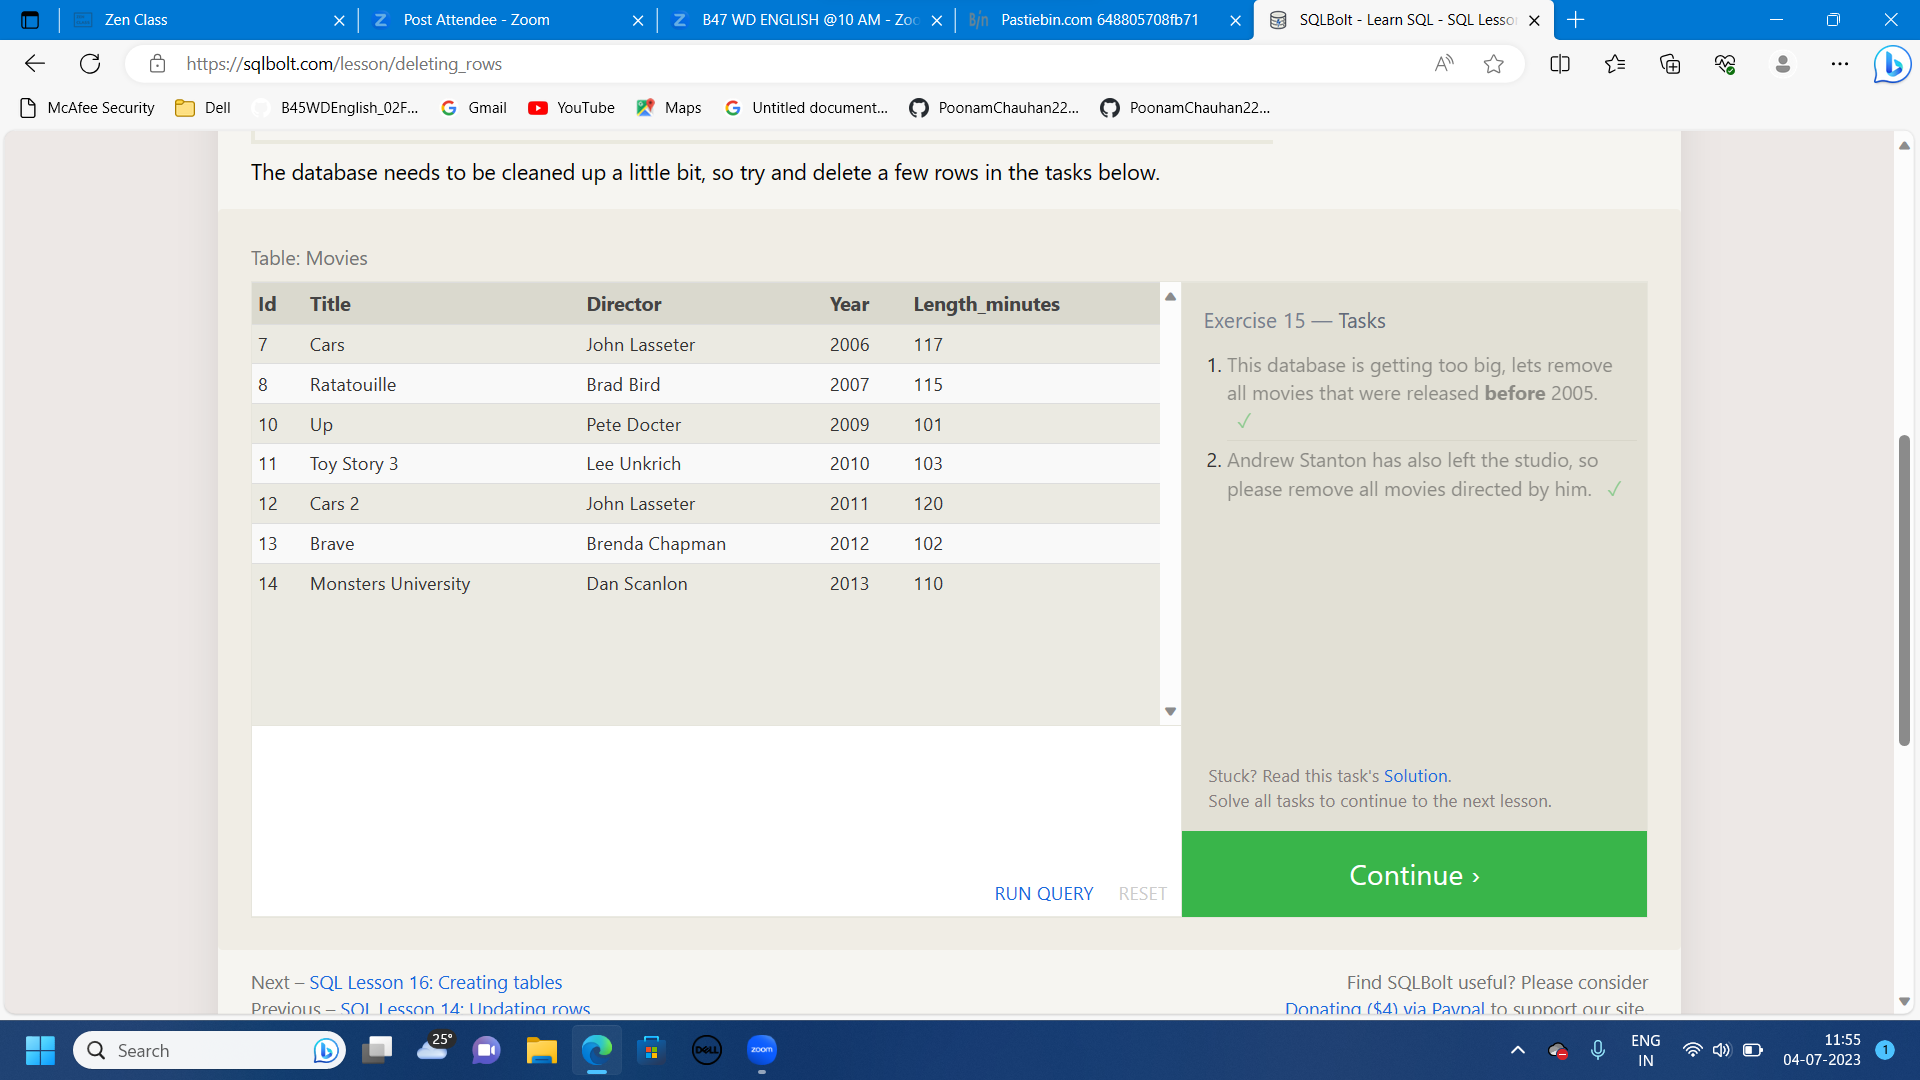 Zen Class
Post Attendee - Zoom
B47 WD ENGLISH @10 AM - Zoo
Pastiebin.com 648805708fb71
SQLBolt - Learn SQL - SQL Lesso
https://sqlbolt.com/lesson/deleting_rows
McAfee Security
Dell
B45WDEnglish_02F...
Gmail
YouTube
Maps
Untitled document...
PoonamChauhan22...
PoonamChauhan22...
The database needs to be cleaned up a little bit, so try and delete a few rows in the tasks below.
Table: Movies
Id Title Director Year Length_minutes
7 Cars John Lasseter 2006 117
8 Ratatouille Brad Bird 2007 115
10 Up Pete Docter 2009 101
11 Toy Story 3 Lee Unkrich 2010 103
12 Cars 2 John Lasseter 2011 120
13 Brave Brenda Chapman 2012 102
14 Monsters University Dan Scanlon 2013 110
RUN QUERY RESET
Exercise 15 — Tasks
1. This database is getting too big, lets remove
all movies that were released before 2005.
✓
2. Andrew Stanton has also left the studio, so
please remove all movies directed by him. ✓
Stuck? Read this task's Solution.
Solve all tasks to continue to the next lesson.
Continue ›
Next – SQL Lesson 16: Creating tables
Previous – SQL Lesson 14: Updating rows
Find SQLBolt useful? Please consider
Donating ($4) via Paypal to support our site.
Search
25°
DELL
zoom
ENG
IN
11:55
04-07-2023
1